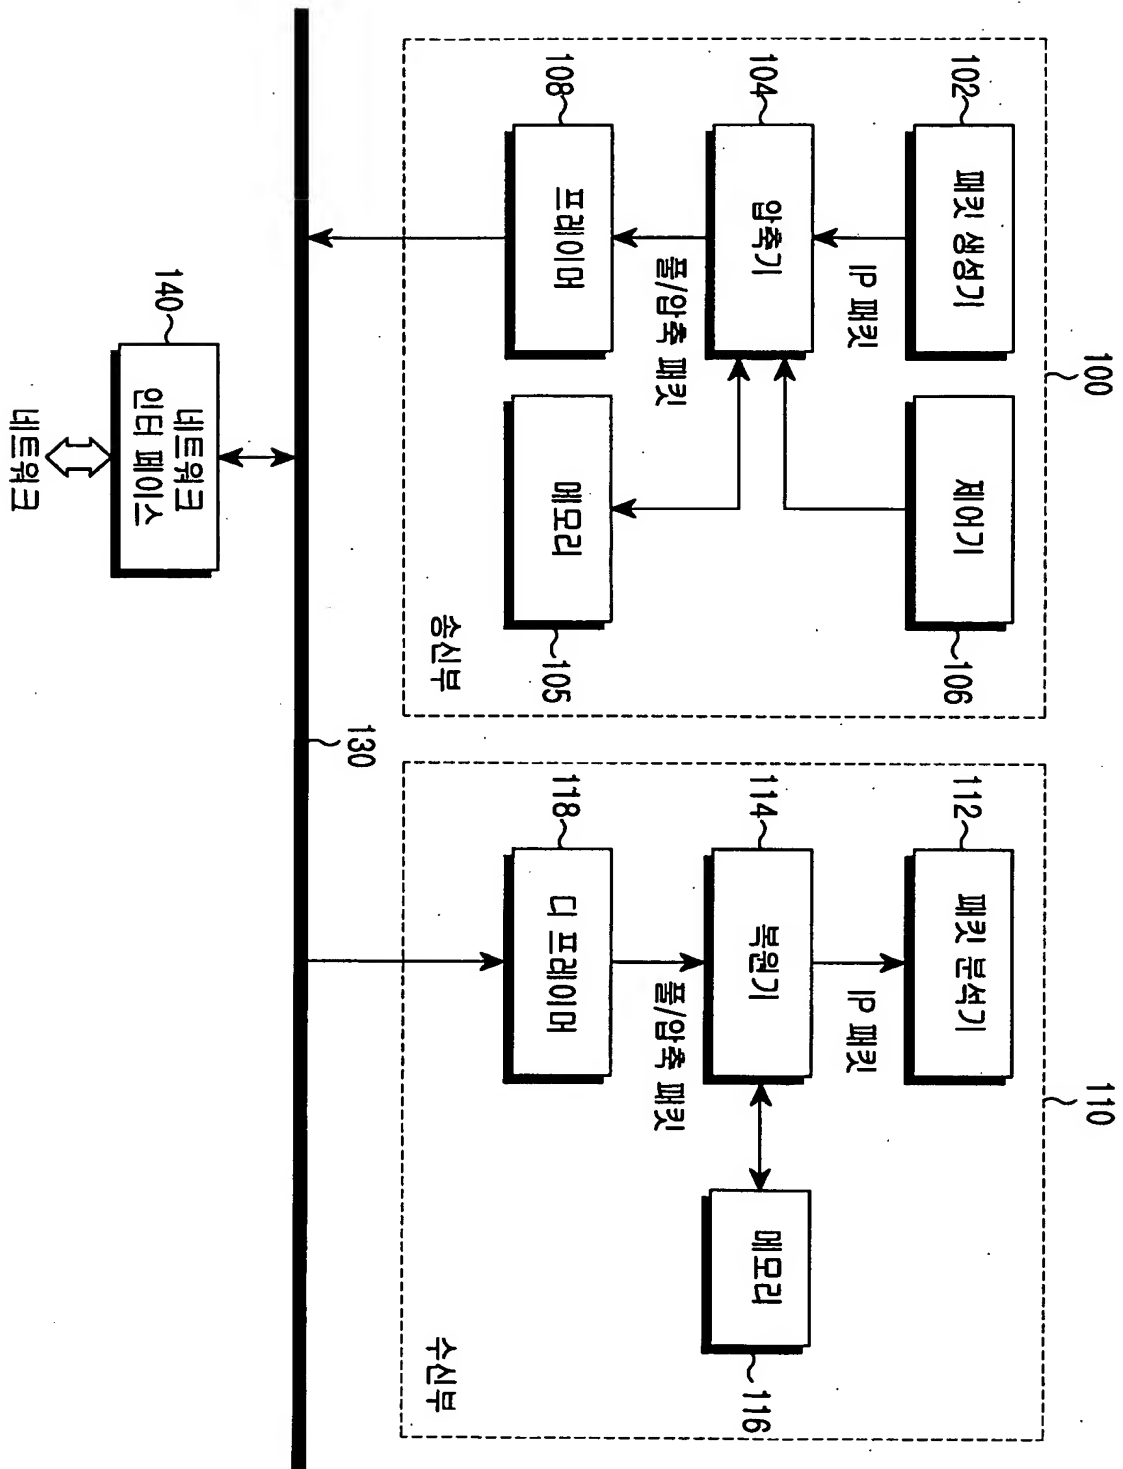 100
102
패킷 생성기
제어기
106
IP 패킷
104
압축기
풀/압축 패킷
108
프레이머
메모리
105
송신부
110
112
패킷 분석기
IP 패킷
114
복원기
메모리
116
풀/압축 패킷
118
디 프레이머
수신부
130
140
네트워크
인터 페이스
네트워크